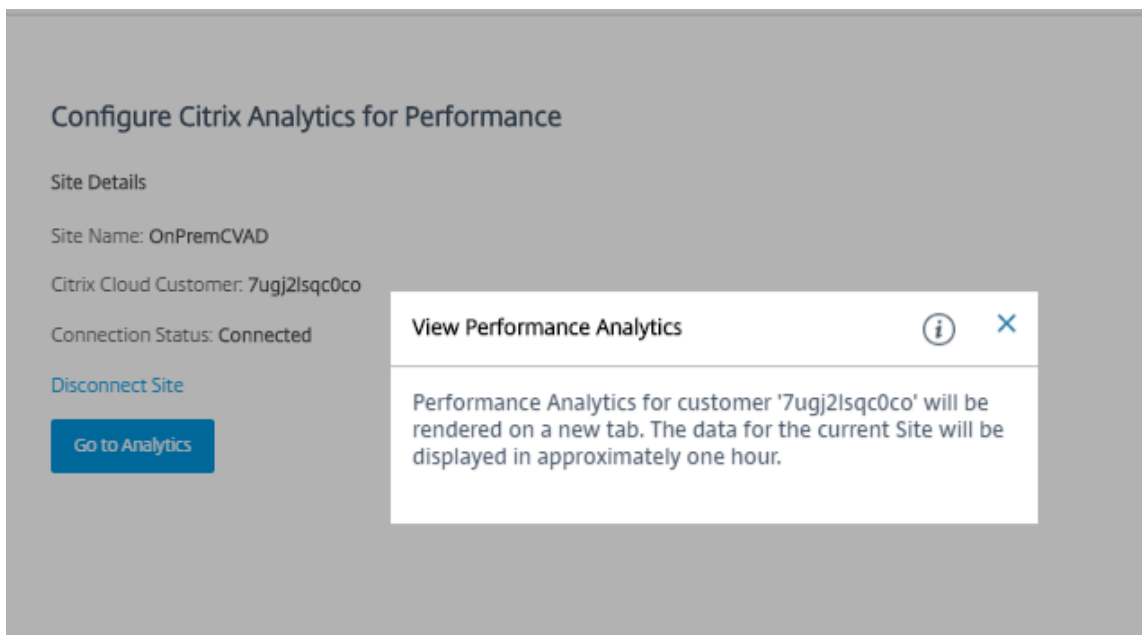 Configure Citrix Analytics for Performance
Site Details
Site Name: OnPremCVAD
Citrix Cloud Customer: 7ugj2lsqc0co
Connection Status: Connected
Disconnect Site
Go to Analytics
View Performance Analytics
Performance Analytics for customer '7ugj2lsqc0co' will be
rendered on a new tab. The data for the current Site will be
displayed in approximately one hour.